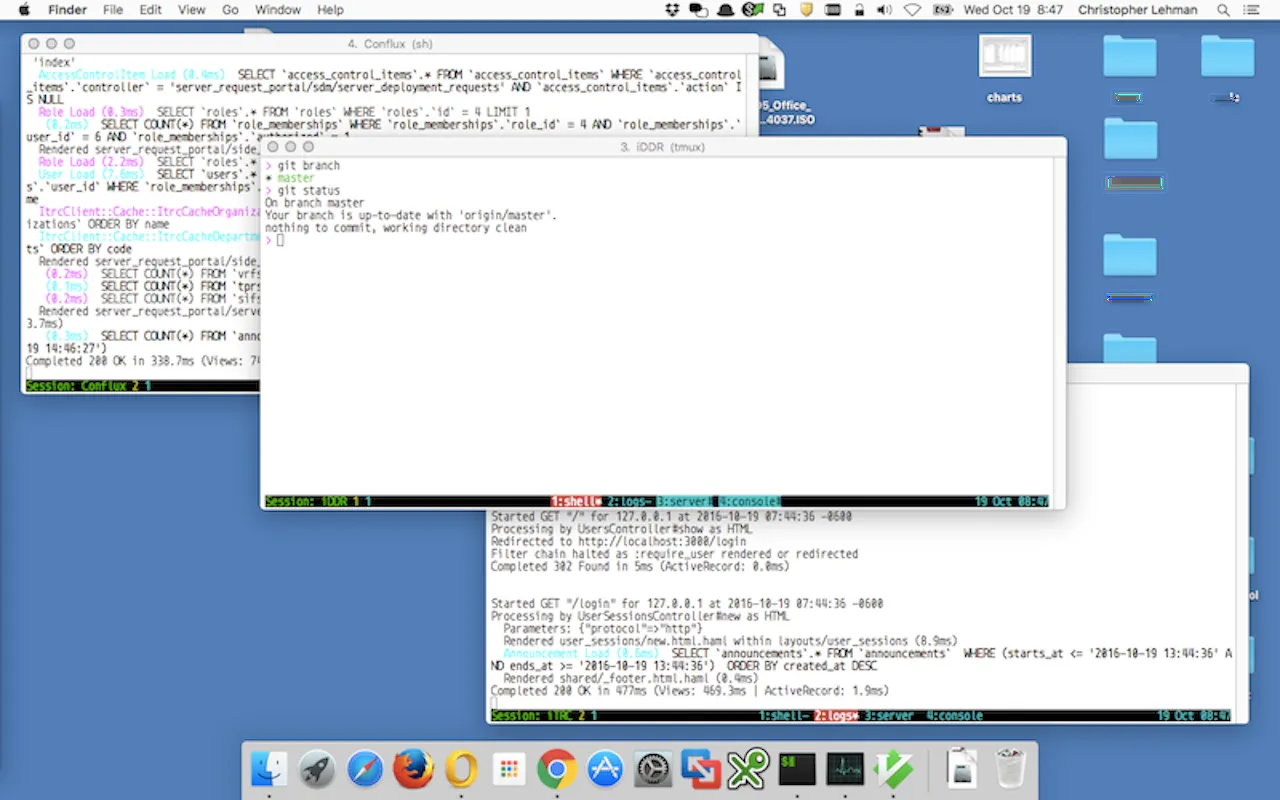 Finder File Edit View Go Window Help Wed Oct 19 8:47 Christopher Lehman
4. Conflux (sh)
'index'
AccessControlItem Load (0.4ms) SELECT `access_control_items`.* FROM `access_control_items` WHERE `access_control
_items`.`controller` = 'server_request_portal/sdm/server_deployment_requests' AND `access_control_items`.`action` I
S NULL
Role Load (0.3ms) SELECT `roles`.* FROM `roles` WHERE `roles`.`id` = 4 LIMIT 1
(0.2ms) SELECT COUNT(*) FROM `role_memberships` WHERE `role_memberships`.`role_id` = 4 AND `role_memberships`.`
user_id` = 6 AND `role_memberships`.`authorized` = 1
Rendered server_request_portal/side_
Role Load (2.2ms) SELECT `roles`.*
User Load (7.6ms) SELECT `users`.*
s`.`user_id` WHERE `role_memberships`.
me
ItrcClient::Cache::ItrcCacheOrganiz
izations` ORDER BY name
ItrcClient::Cache::ItrcCacheDepartme
ts` ORDER BY code
Rendered server_request_portal/side_
(0.2ms) SELECT COUNT(*) FROM `vrfs
(0.1ms) SELECT COUNT(*) FROM `tprs
(0.2ms) SELECT COUNT(*) FROM `sifs
Rendered server_request_portal/serve
3.7ms)
(0.3ms) SELECT COUNT(*) FROM `anno
19 14:46:27')
Completed 200 OK in 338.7ms (Views: 74
Session: Conflux 2 1
3. iDDR (tmux)
> git branch
* master
> git status
On branch master
Your branch is up-to-date with 'origin/master'.
nothing to commit, working directory clean
>
Session: iDDR 1 1 1:shell* 2:logs- 3:server! 4:console! 19 Oct 08:47
Started GET "/" for 127.0.0.1 at 2016-10-19 07:44:36 -0600
Processing by UsersController#show as HTML
Redirected to http://localhost:3000/login
Filter chain halted as :require_user rendered or redirected
Completed 302 Found in 5ms (ActiveRecord: 0.0ms)
Started GET "/login" for 127.0.0.1 at 2016-10-19 07:44:36 -0600
Processing by UserSessionsController#new as HTML
Parameters: {"protocol"=>"http"}
Rendered user_sessions/new.html.haml within layouts/user_sessions (8.9ms)
Announcement Load (0.6ms) SELECT `announcements`.* FROM `announcements` WHERE (starts_at <= '2016-10-19 13:44:36' A
ND ends_at >= '2016-10-19 13:44:36') ORDER BY created_at DESC
Rendered shared/_footer.html.haml (0.4ms)
Completed 200 OK in 477ms (Views: 469.3ms | ActiveRecord: 1.9ms)
Session: iTRC 2 1 1:shell- 2:logs* 3:server 4:console 19 Oct 08:47
05_Office_
..4037.ISO
charts
ol